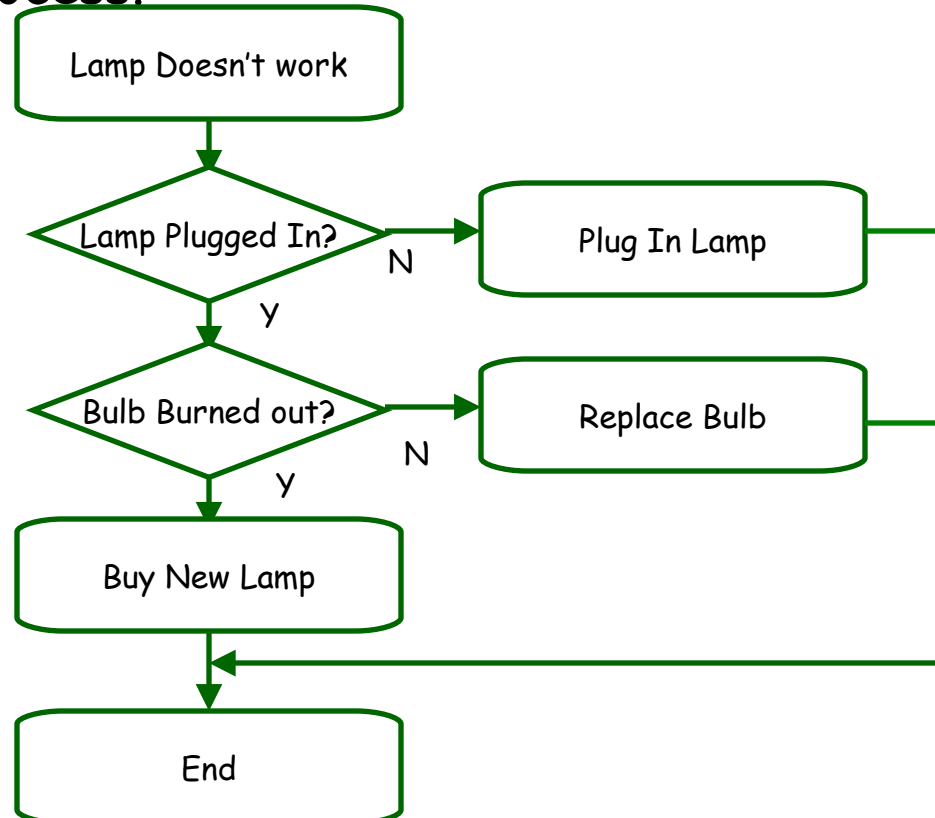 Lamp Doesn't work
Lamp Plugged In?
N
Plug In Lamp
Y
Bulb Burned out?
N
Replace Bulb
Y
Buy New Lamp
End